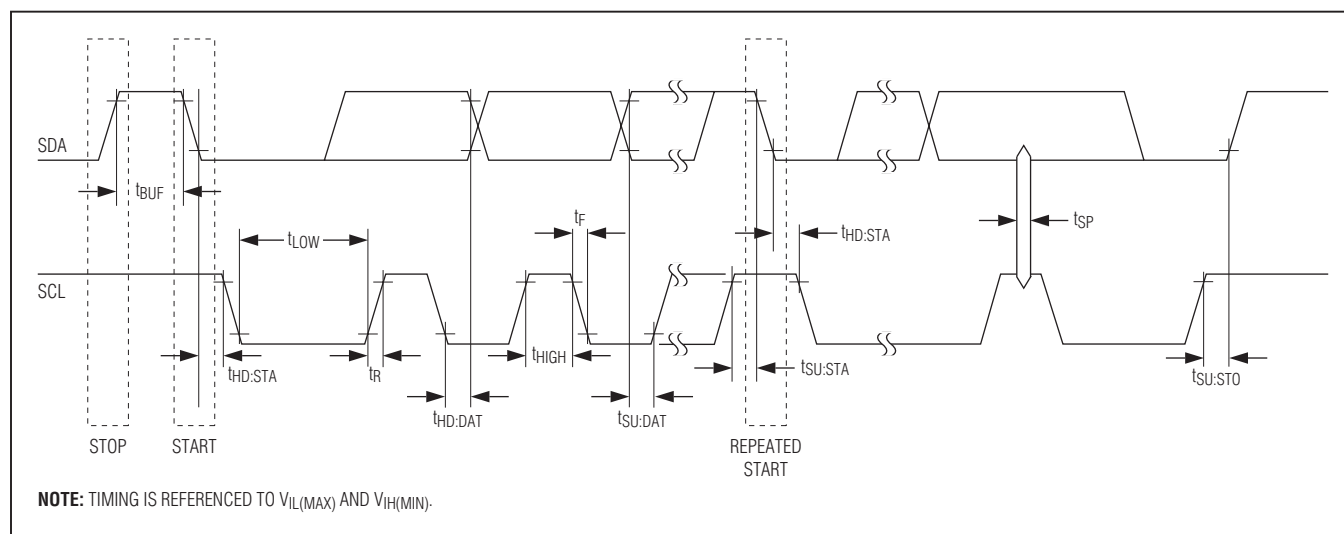 SDA
tBUF
tF
tLOW
tHD:STA
tSP
SCL
tHD:STA
tR
tHIGH
tSU:STA
tSU:STO
tHD:DAT
tSU:DAT
STOP
START
REPEATED
START
NOTE: TIMING IS REFERENCED TO VIL(MAX) AND VIH(MIN).